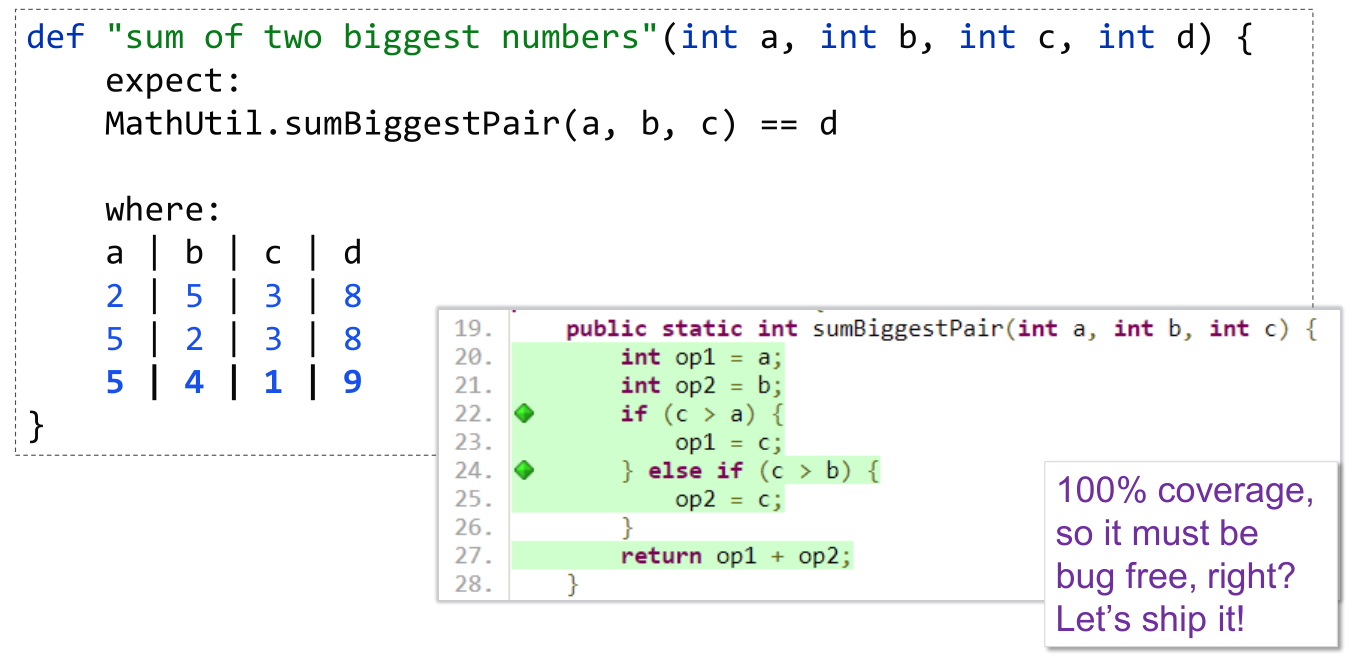 def "sum of two biggest numbers"(int a, int b, int c, int d) {
expect:
MathUtil.sumBiggestPair(a, b, c) == d
where:
a | b | c | d
2 | 5 | 3 | 8
5 | 2 | 3 | 8
5 | 4 | 1 | 9
}
19. public static int sumBiggestPair(int a, int b, int c) {
20. int op1 = a;
21. int op2 = b;
22. if (c > a) {
23. op1 = c;
24. } else if (c > b) {
25. op2 = c;
26. }
27. return op1 + op2;
28. }
100% coverage,
so it must be
bug free, right?
Let’s ship it!